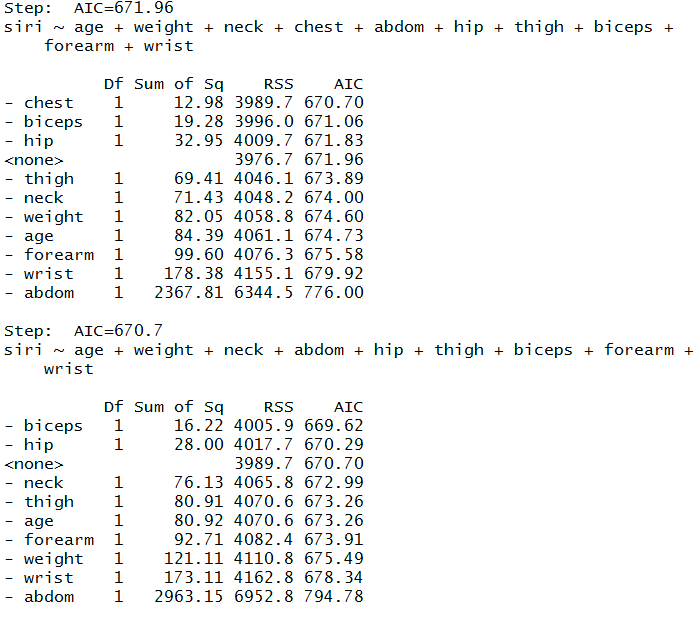 Step:  AIC=671.96
siri ~ age + weight + neck + chest + abdom + hip + thigh + biceps +
    forearm + wrist
          Df Sum of Sq    RSS    AIC
- chest    1     12.98 3989.7 670.70
- biceps   1     19.28 3996.0 671.06
- hip      1     32.95 4009.7 671.83
<none>                 3976.7 671.96
- thigh    1     69.41 4046.1 673.89
- neck     1     71.43 4048.2 674.00
- weight   1     82.05 4058.8 674.60
- age      1     84.39 4061.1 674.73
- forearm  1     99.60 4076.3 675.58
- wrist    1    178.38 4155.1 679.92
- abdom    1   2367.81 6344.5 776.00
Step:  AIC=670.7
siri ~ age + weight + neck + abdom + hip + thigh + biceps + forearm +
    wrist
          Df Sum of Sq    RSS    AIC
- biceps   1     16.22 4005.9 669.62
- hip      1     28.00 4017.7 670.29
<none>                 3989.7 670.70
- neck     1     76.13 4065.8 672.99
- thigh    1     80.91 4070.6 673.26
- age      1     80.92 4070.6 673.26
- forearm  1     92.71 4082.4 673.91
- weight   1    121.11 4110.8 675.49
- wrist    1    173.11 4162.8 678.34
- abdom    1   2963.15 6952.8 794.78